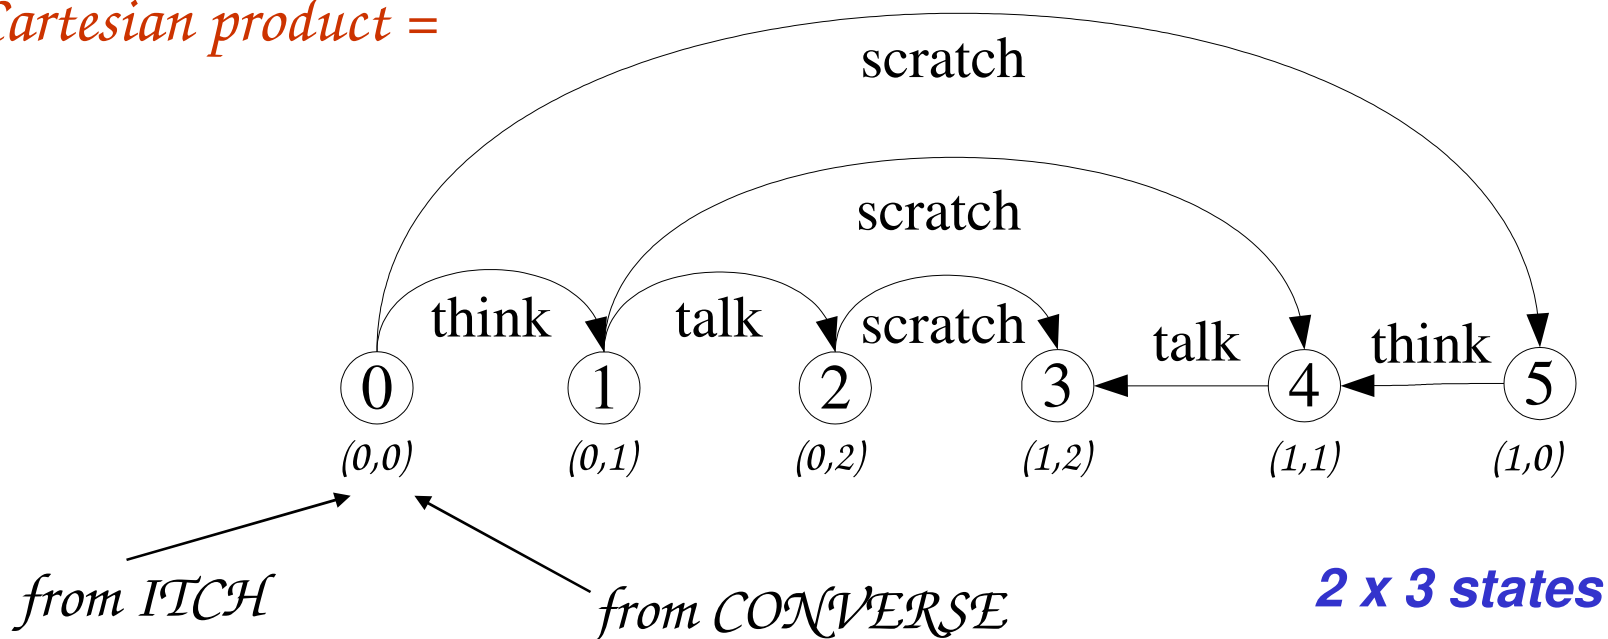 Cartesian product =
scratch
scratch
think talk scratch talk think
0 1 2 3 4 5
(0,0) (0,1) (0,2) (1,2) (1,1) (1,0)
from ITCH
from CONVERSE
2 x 3 states